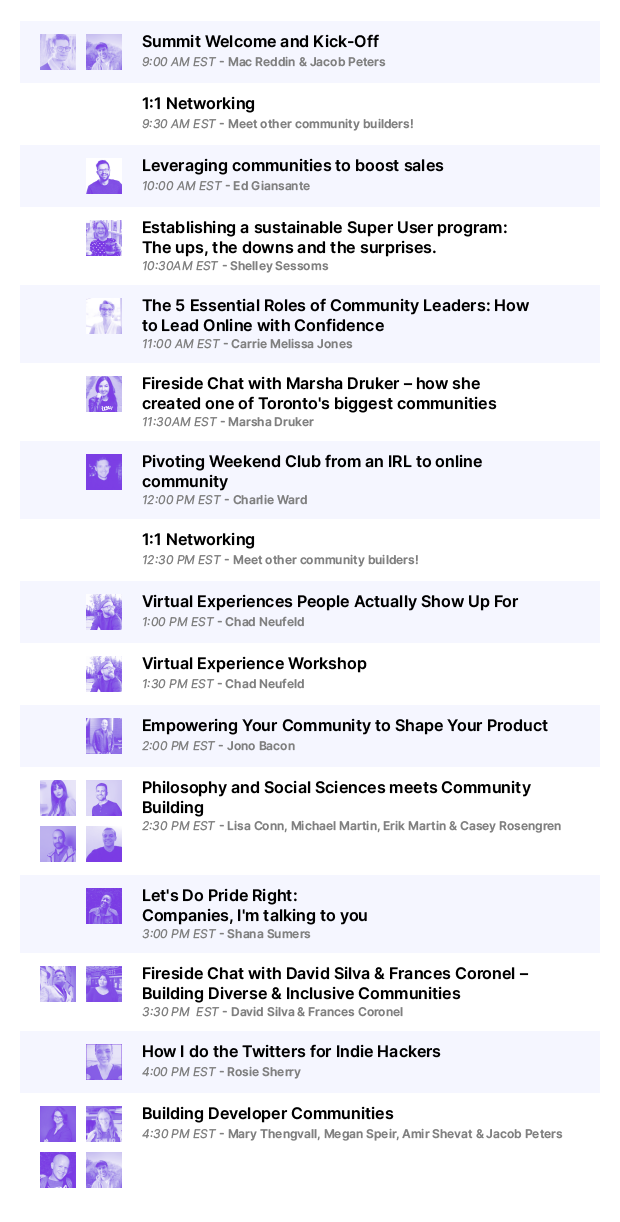 Summit Welcome and Kick-Off
9:00 AM EST - Mac Reddin & Jacob Peters
1:1 Networking
9:30 AM EST - Meet other community builders!
Leveraging communities to boost sales
10:00 AM EST - Ed Giansante
Establishing a sustainable Super User program:
The ups, the downs and the surprises.
10:30AM EST - Shelley Sessoms
The 5 Essential Roles of Community Leaders: How
to Lead Online with Confidence
11:00 AM EST - Carrie Melissa Jones
Fireside Chat with Marsha Druker – how she
created one of Toronto's biggest communities
11:30AM EST - Marsha Druker
Pivoting Weekend Club from an IRL to online
community
12:00 PM EST - Charlie Ward
1:1 Networking
12:30 PM EST - Meet other community builders!
Virtual Experiences People Actually Show Up For
1:00 PM EST - Chad Neufeld
Virtual Experience Workshop
1:30 PM EST - Chad Neufeld
Empowering Your Community to Shape Your Product
2:00 PM EST - Jono Bacon
Philosophy and Social Sciences meets Community
Building
2:30 PM EST - Lisa Conn, Michael Martin, Erik Martin & Casey Rosengren
Let's Do Pride Right:
Companies, I'm talking to you
3:00 PM EST - Shana Sumers
Fireside Chat with David Silva & Frances Coronel –
Building Diverse & Inclusive Communities
3:30 PM EST - David Silva & Frances Coronel
How I do the Twitters for Indie Hackers
4:00 PM EST - Rosie Sherry
Building Developer Communities
4:30 PM EST - Mary Thengvall, Megan Speir, Amir Shevat & Jacob Peters